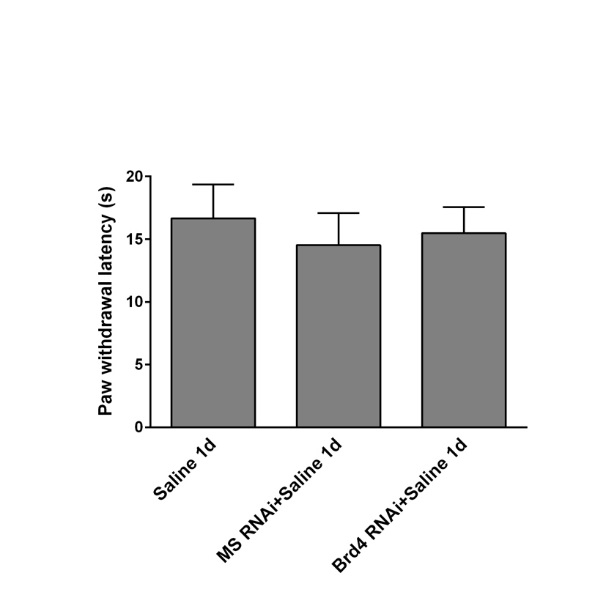 Paw withdrawal latency (s)
20
15
10
5
0
Saline 1d
MS RNAi+Saline 1d
Brd4 RNAi+Saline 1d